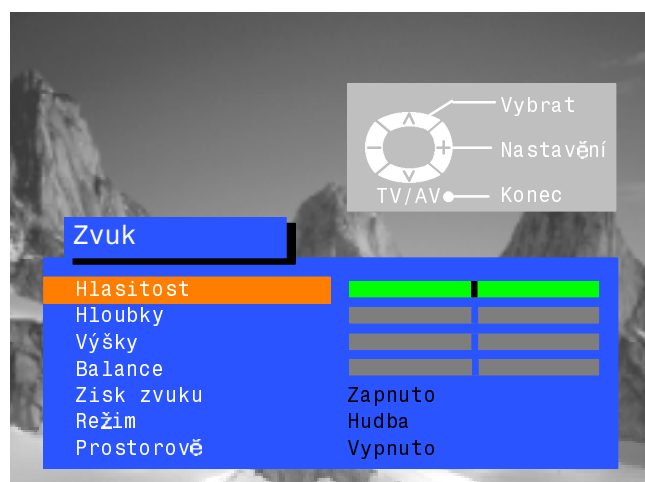 Vybrat
Nastavění
TV/AV Konec
Zvuk
Hlasitost
Hloubky
Výšky
Balance
Zisk zvuku Zapnuto
Režim Hudba
Prostorově Vypnuto